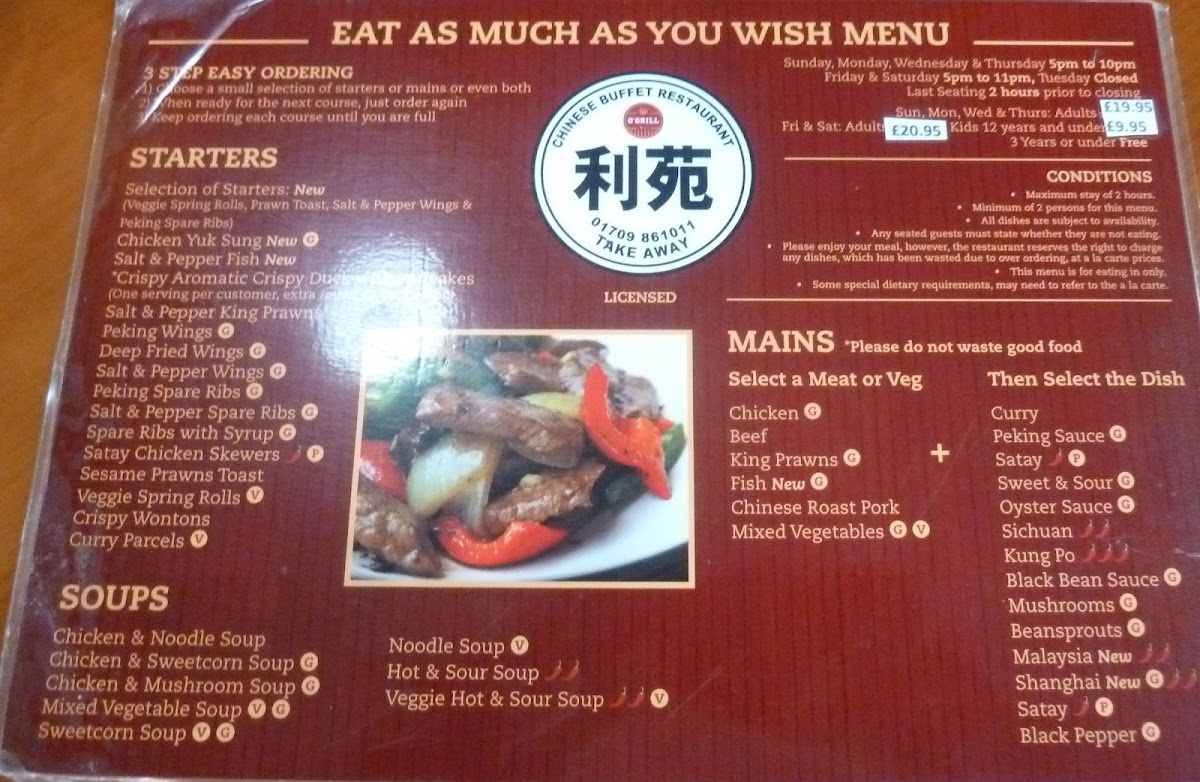 EAT AS MUCH AS YOU WISH MENU
3 STEP EASY ORDERING
1) Choose a small selection of starters or mains or even both
2) When ready for the next course, just order again
Keep ordering each course until you are full
CHINESE BUFFET RESTAURANT
O'GRILL
利苑
01709 861011
TAKE AWAY
LICENSED
Sunday, Monday, Wednesday & Thursday 5pm to 10pm
Friday & Saturday 5pm to 11pm, Tuesday Closed
Last Seating 2 hours prior to closing
Sun, Mon, Wed & Thurs: Adults £19.95
Fri & Sat: Adults £20.95 Kids 12 years and under £9.95
3 Years or under Free
CONDITIONS
• Maximum stay of 2 hours.
• Minimum of 2 persons for this menu.
• All dishes are subject to availability.
• Any seated guests must state whether they are not eating.
• Please enjoy your meal, however, the restaurant reserves the right to charge
any dishes, which has been wasted due to over ordering, at a la carte prices.
• This menu is for eating in only.
• Some special dietary requirements, may need to refer to the a la carte.
STARTERS
Selection of Starters: New
(Veggie Spring Rolls, Prawn Toast, Salt & Pepper Wings &
Peking Spare Ribs)
Chicken Yuk Sung New G
Salt & Pepper Fish New
*Crispy Aromatic Crispy Duck
(One serving per customer, extra
Salt & Pepper King Prawns
Peking Wings G
Deep Fried Wings G
Salt & Pepper Wings G
Peking Spare Ribs G
Salt & Pepper Spare Ribs G
Spare Ribs with Syrup G
Satay Chicken Skewers P
Sesame Prawns Toast
Veggie Spring Rolls V
Crispy Wontons
Curry Parcels V
SOUPS
Chicken & Noodle Soup
Chicken & Sweetcorn Soup G
Chicken & Mushroom Soup G
Mixed Vegetable Soup V G
Sweetcorn Soup V G
Noodle Soup V
Hot & Sour Soup
Veggie Hot & Sour Soup V
MAINS *Please do not waste good food
Select a Meat or Veg
Chicken G
Beef
King Prawns G
Fish New G
Chinese Roast Pork
Mixed Vegetables G V
+
Then Select the Dish
Curry
Peking Sauce G
Satay P
Sweet & Sour G
Oyster Sauce G
Sichuan
Kung Po
Black Bean Sauce G
Mushrooms G
Beansprouts G
Malaysia New
Shanghai New G
Satay P
Black Pepper G